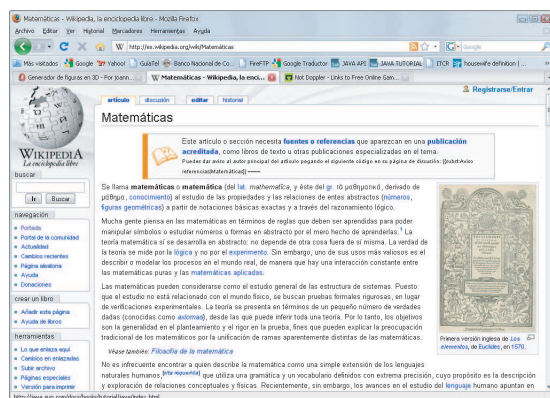 Matemáticas - Wikipedia, la enciclopedia libre - Mozilla Firefox
Archivo Editar Ver Historial Marcadores Herramientas Ayuda
http://es.wikipedia.org/wiki/Matemáticas
Google
Más visitados Google Yahoo! GuiaTel Banco Nacional de Co... FireFTP Google Traductor JAVA API JAVA-TUTORIAL ITCR housewife definition | ...
Generador de figuras en 3D - Por Joann... Matemáticas - Wikipedia, la enci... Not Doppler - Links to Free Online Gam...
Registrarse/Entrar
artículo discusión editar historial
Matemáticas
Este artículo o sección necesita fuentes o referencias que aparezcan en una publicación
acreditada, como libros de texto u otras publicaciones especializadas en el tema.
Puedes avisar al autor principal del artículo pegando el siguiente código en su página de discusión: {{subst:Aviso
referencias|Matemáticas}} ~~~~
WIKIPEDIA
La enciclopedia libre
buscar
Ir Buscar
navegación
Portada
Portal de la comunidad
Actualidad
Cambios recientes
Página aleatoria
Ayuda
Donaciones
crear un libro
Añadir esta página
Ayuda de libros
herramientas
Lo que enlaza aquí
Cambios en enlazadas
Subir archivo
Páginas especiales
Versión para imprimir
Se llama matemáticas o matemática (del lat. mathematĭca, y éste del gr. τὰ μαθηματικά, derivado de
μάθημα, conocimiento) al estudio de las propiedades y las relaciones de entes abstractos (números,
figuras geométricas) a partir de notaciones básicas exactas y a través del razonamiento lógico.
Mucha gente piensa en las matemáticas en términos de reglas que deben ser aprendidas para poder
manipular símbolos o estudiar números o formas en abstracto por el mero hecho de aprenderlas.1 La
teoría matemática sí se desarrolla en abstracto: no depende de otra cosa fuera de sí misma. La verdad de
la teoría se mide por la lógica y no por el experimento. Sin embargo, uno de sus usos más valiosos es el
describir o modelar los procesos en el mundo real, de manera que hay una interacción constante entre
las matemáticas puras y las matemáticas aplicadas.
Las matemáticas pueden considerarse como el estudio general de las estructura de sistemas. Puesto
que el estudio no está relacionado con el mundo físico, se buscan pruebas formales rigurosas, en lugar
de verificaciones experimentales. La teoría se presenta en términos de un pequeño número de verdades
dadas (conocidas como axiomas), desde las que puede inferir toda una teoría. Por lo tanto, los objetivos
son la generalidad en el planteamiento y el rigor en la prueba, fines que pueden explicar la preocupación
tradicional de los matemáticos por la unificación de ramas aparentemente distintas de las matemáticas.
Véase también: Filosofía de la matemática
No es infrecuente encontrar a quien describe la matemática como una simple extensión de los lenguajes
naturales humanos,[cita requerida] que utiliza una gramática y un vocabulario definidos con extrema precisión, cuyo propósito es la descripción
y exploración de relaciones conceptuales y físicas. Recientemente, sin embargo, los avances en el estudio del lenguaje humano apuntan en
Primera versión inglesa de Los
elementos, de Euclides, en 1570.
http://java.sun.com/docs/books/tutorial/java/index.html